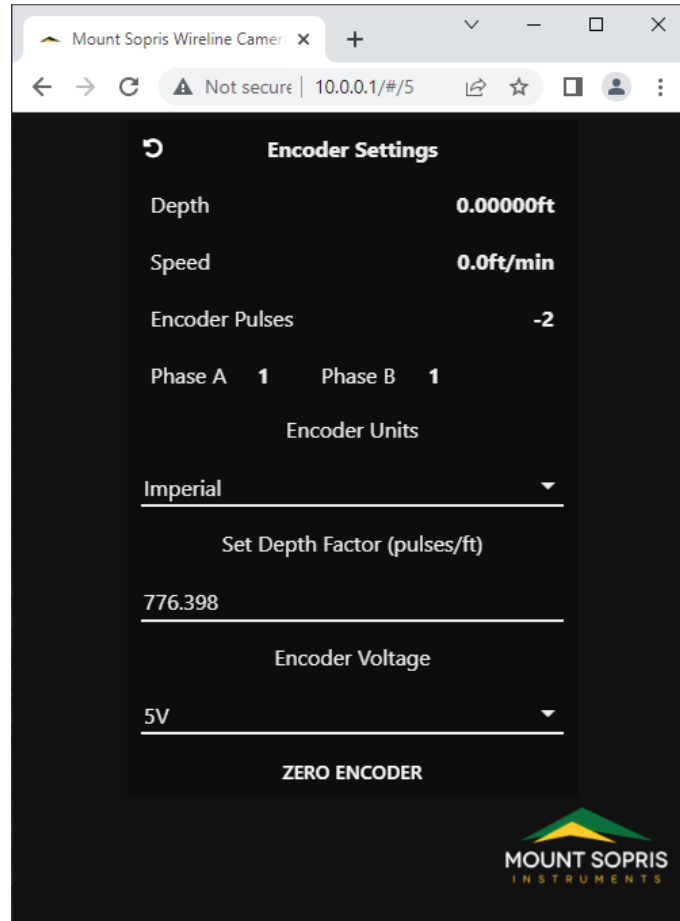 Mount Sopris Wireline Camer
Not secure 10.0.0.1/#/5
Encoder Settings
Depth 0.00000ft
Speed 0.0ft/min
Encoder Pulses -2
Phase A 1 Phase B 1
Encoder Units
Imperial
Set Depth Factor (pulses/ft)
776.398
Encoder Voltage
5V
ZERO ENCODER
MOUNT SOPRIS
INSTRUMENTS